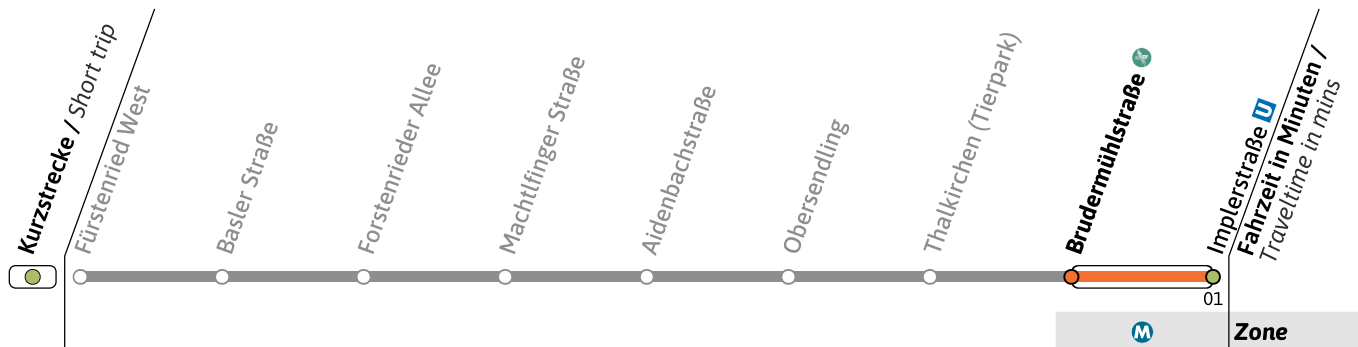 Kurzstrecke / Short trip
Fürstenried West
Basler Straße
Forstenrieder Allee
Machtlfinger Straße
Aidenbachstraße
Obersendling
Thalkirchen (Tierpark)
Brudermühlstraße
Implerstraße U
Fahrzeit in Minuten /
Traveltime in mins
01
M Zone